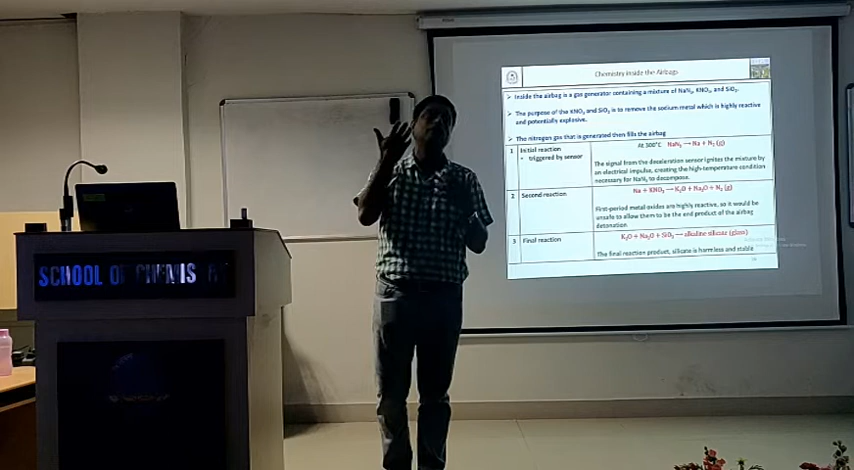 Chemistry inside the Airbags
➤ Inside the airbag is a gas generator containing a mixture of NaN₃, KNO₃, and SiO₂.
➤ The purpose of the KNO₃ and SiO₂ is to remove the sodium metal which is highly reactive
and potentially explosive.
➤ The nitrogen gas that is generated then fills the airbag
1 Initial reaction
• triggered by sensor
At 300°C NaN₃ → Na + N₂ (g)
The signal from the deceleration sensor ignites the mixture by
an electrical impulse, creating the high-temperature condition
necessary for NaN₃ to decompose.
2 Second reaction
Na + KNO₃ → K₂O + Na₂O + N₂ (g)
First-period metal oxides are highly reactive, so it would be
unsafe to allow them to be the end product of the airbag
detonation
3 Final reaction
K₂O + Na₂O + SiO₂ → alkaline silicate (glass)
The final reaction product, silicate is harmless and stable
SCHOOL OF CHEMIS R